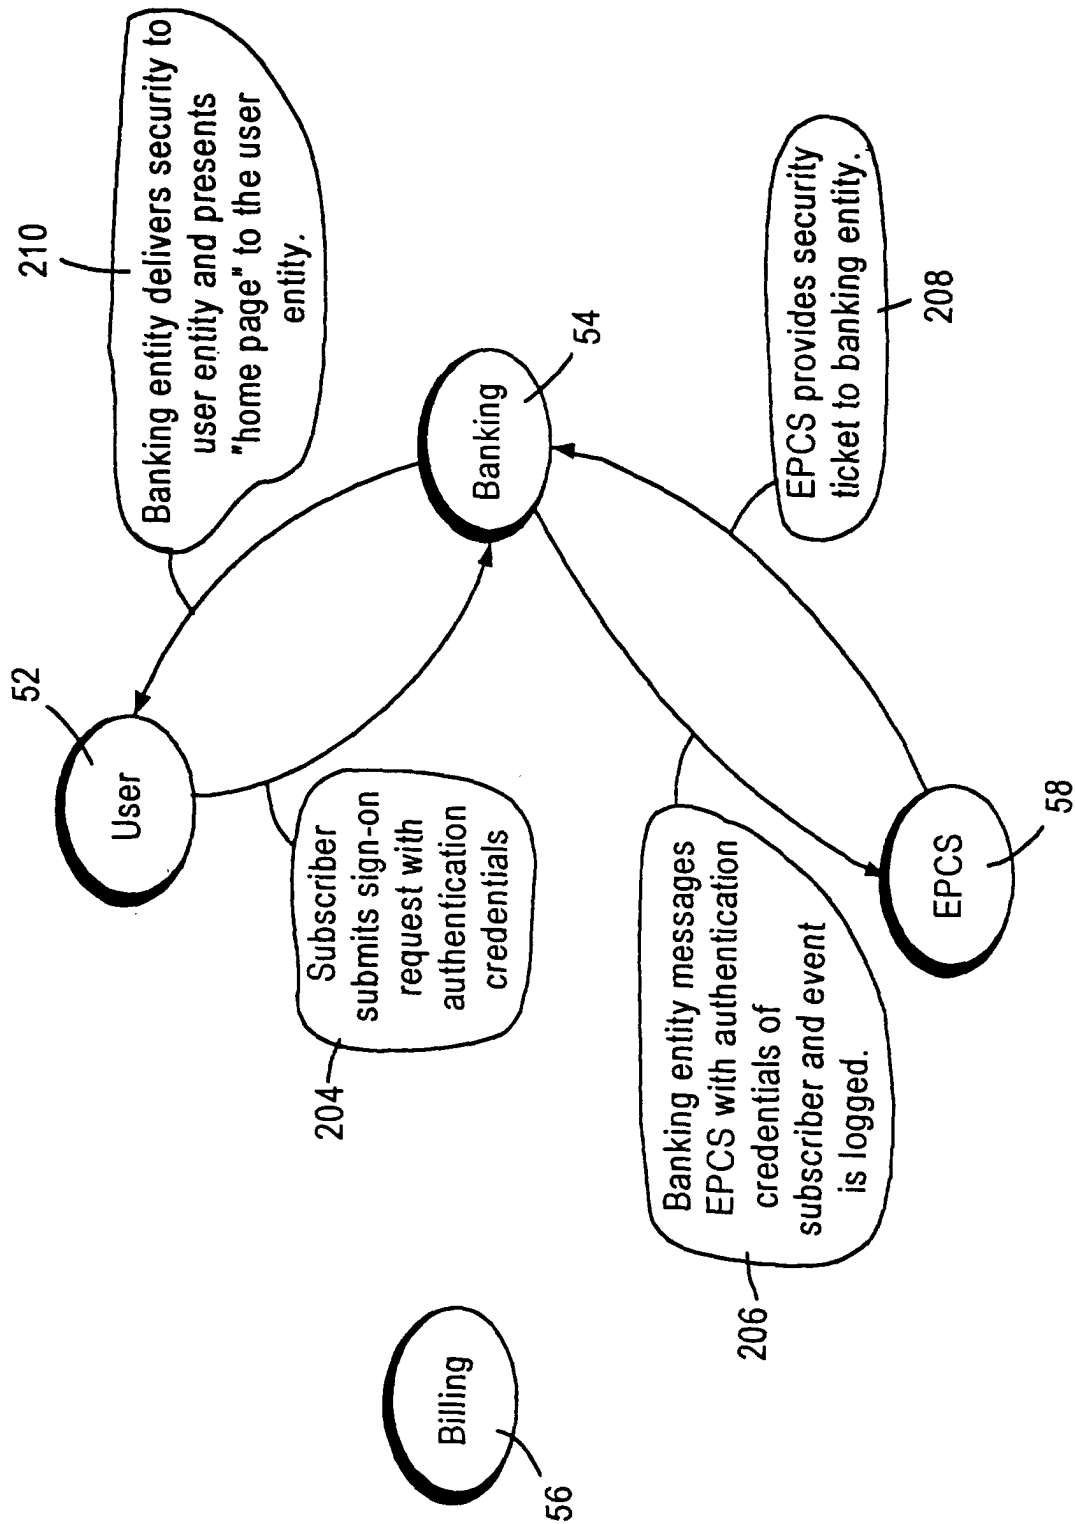 210
Banking entity delivers security to
user entity and presents
"home page" to the user
entity.
52
User
Banking
54
204
Subscriber
submits sign-on
request with
authentication
credentials
EPCS provides security
ticket to banking entity.
208
Billing
56
206
Banking entity messages
EPCS with authentication
credentials of
subscriber and event
is logged.
EPCS
58